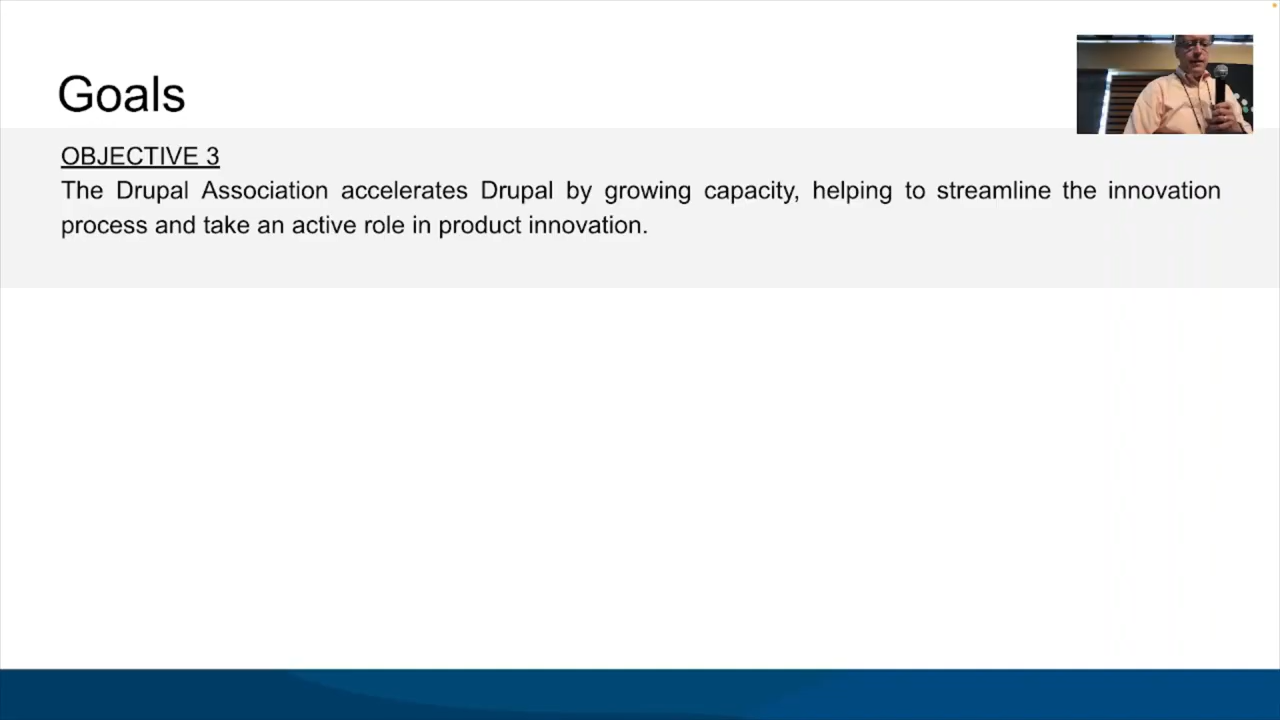 Goals
OBJECTIVE 3
The Drupal Association accelerates Drupal by growing capacity, helping to streamline the innovation
process and take an active role in product innovation.